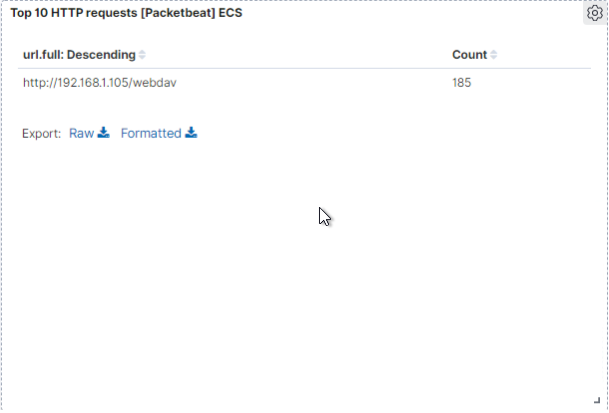 Top 10 HTTP requests [Packetbeat] ECS
url.full: Descending Count
http://192.168.1.105/webdav 185
Export: Raw Formatted